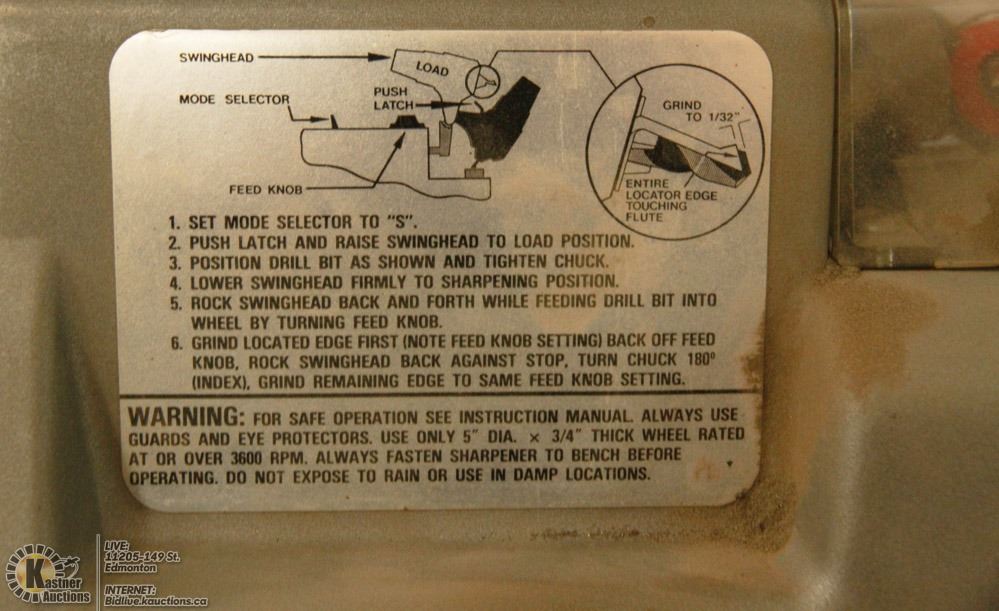 SWINGHEAD
LOAD
PUSH
LATCH
MODE SELECTOR
FEED KNOB
GRIND
TO 1/32"
ENTIRE
LOCATOR EDGE
TOUCHING
FLUTE
1. SET MODE SELECTOR TO "S".
2. PUSH LATCH AND RAISE SWINGHEAD TO LOAD POSITION.
3. POSITION DRILL BIT AS SHOWN AND TIGHTEN CHUCK.
4. LOWER SWINGHEAD FIRMLY TO SHARPENING POSITION.
5. ROCK SWINGHEAD BACK AND FORTH WHILE FEEDING DRILL BIT INTO
WHEEL BY TURNING FEED KNOB.
6. GRIND LOCATED EDGE FIRST (NOTE FEED KNOB SETTING) BACK OFF FEED
KNOB, ROCK SWINGHEAD BACK AGAINST STOP, TURN CHUCK 180°
(INDEX), GRIND REMAINING EDGE TO SAME FEED KNOB SETTING.
WARNING: FOR SAFE OPERATION SEE INSTRUCTION MANUAL. ALWAYS USE
GUARDS AND EYE PROTECTORS. USE ONLY 5" DIA. × 3/4" THICK WHEEL RATED
AT OR OVER 3600 RPM. ALWAYS FASTEN SHARPENER TO BENCH BEFORE
OPERATING. DO NOT EXPOSE TO RAIN OR USE IN DAMP LOCATIONS.
K
Kastner
Auctions
LIVE:
11205-149 St.
Edmonton
INTERNET:
Bidlive.kauctions.ca